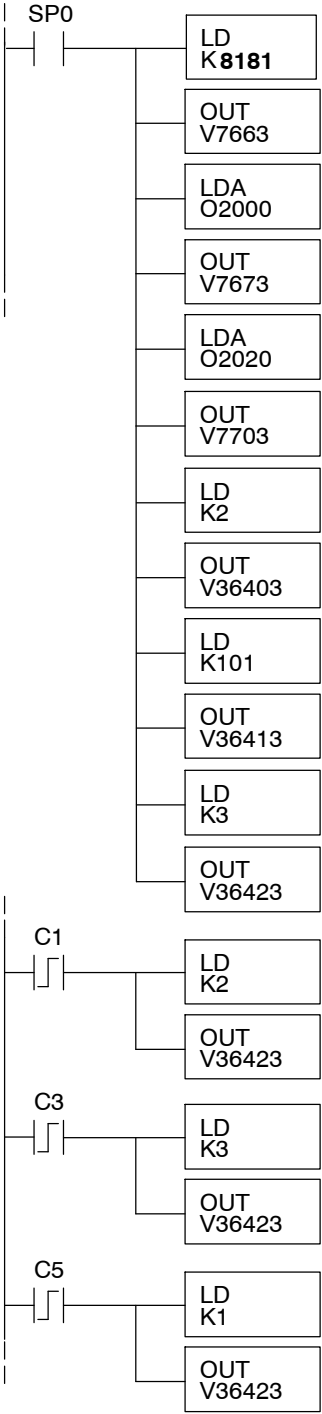 SP0
LD
K8181
OUT
V7663
LDA
O2000
OUT
V7673
LDA
O2020
OUT
V7703
LD
K2
OUT
V36403
LD
K101
OUT
V36413
LD
K3
OUT
V36423
C1
LD
K2
OUT
V36423
C3
LD
K3
OUT
V36423
C5
LD
K1
OUT
V36423